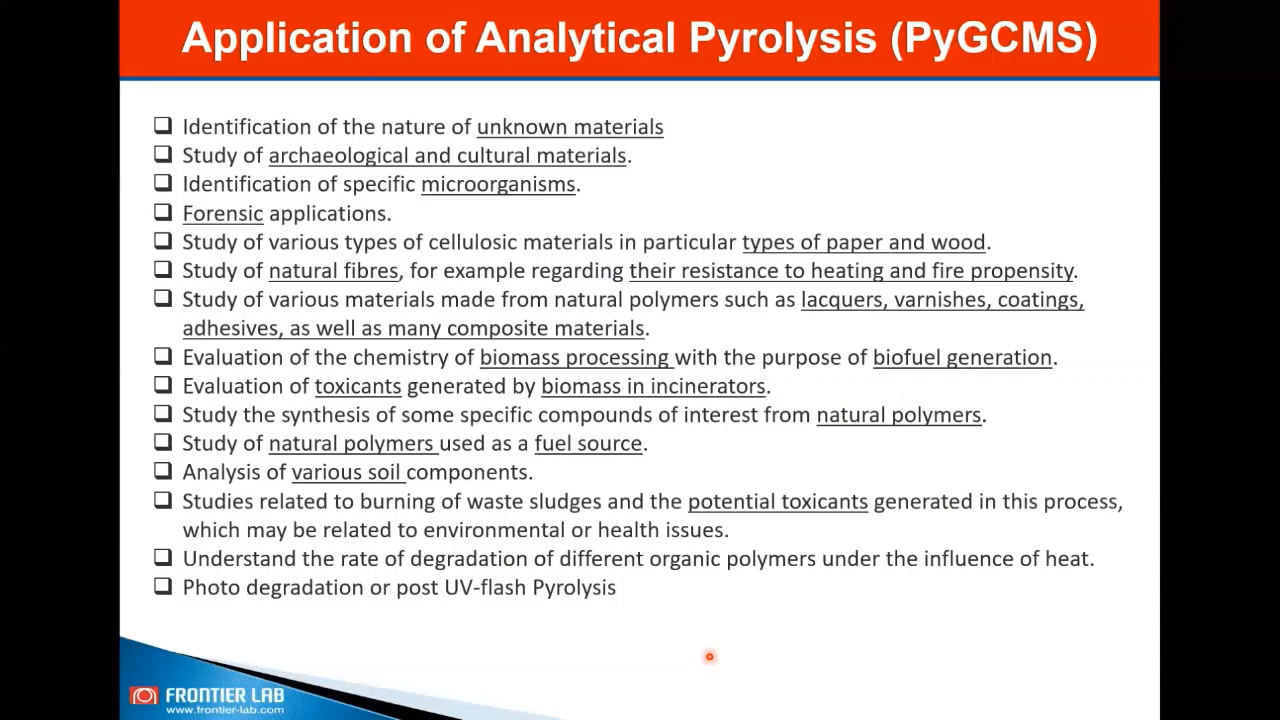 Application of Analytical Pyrolysis (PyGCMS)
Identification of the nature of unknown materials
Study of archaeological and cultural materials.
Identification of specific microorganisms.
Forensic applications.
Study of various types of cellulosic materials in particular types of paper and wood.
Study of natural fibres, for example regarding their resistance to heating and fire propensity.
Study of various materials made from natural polymers such as lacquers, varnishes, coatings,
adhesives, as well as many composite materials.
Evaluation of the chemistry of biomass processing with the purpose of biofuel generation.
Evaluation of toxicants generated by biomass in incinerators.
Study the synthesis of some specific compounds of interest from natural polymers.
Study of natural polymers used as a fuel source.
Analysis of various soil components.
Studies related to burning of waste sludges and the potential toxicants generated in this process,
which may be related to environmental or health issues.
Understand the rate of degradation of different organic polymers under the influence of heat.
Photo degradation or post UV-flash Pyrolysis
FRONTIER LAB
www.frontier-lab.com